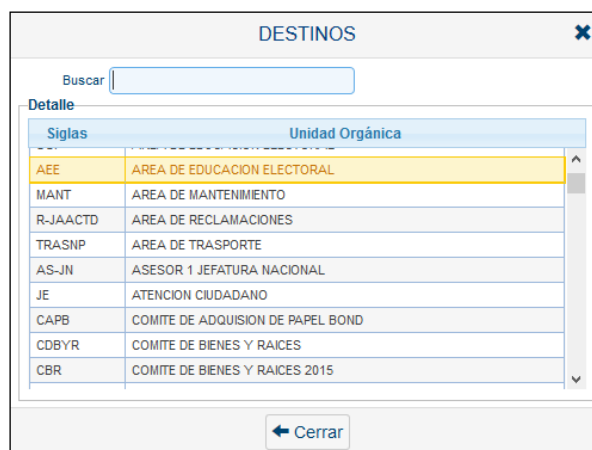 DESTINOS
Buscar
Detalle
Siglas Unidad Orgánica
AEE AREA DE EDUCACION ELECTORAL
MANT AREA DE MANTENIMIENTO
R-JAACTD AREA DE RECLAMACIONES
TRASNP AREA DE TRASPORTE
AS-JN ASESOR 1 JEFATURA NACIONAL
JE ATENCION CIUDADANO
CAPB COMITE DE ADQUISION DE PAPEL BOND
CDBYR COMITE DE BIENES Y RAICES
CBR COMITE DE BIENES Y RAICES 2015
Cerrar